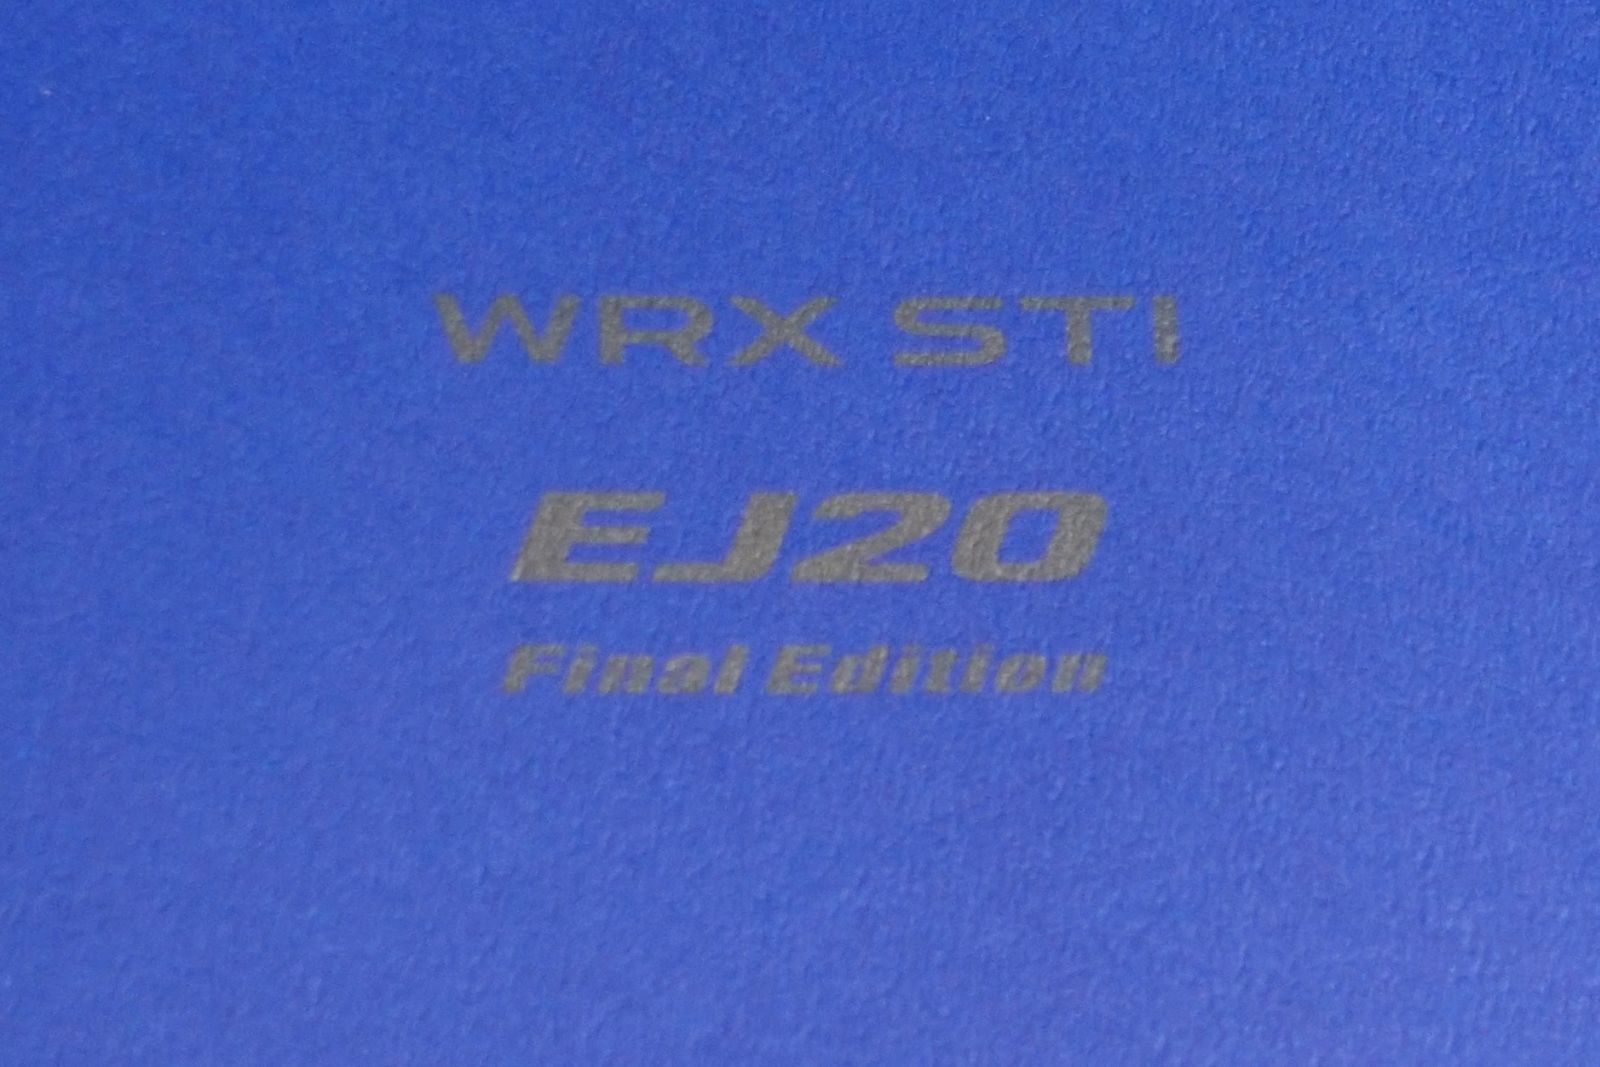 WRX STI
EJ20
Final Edition